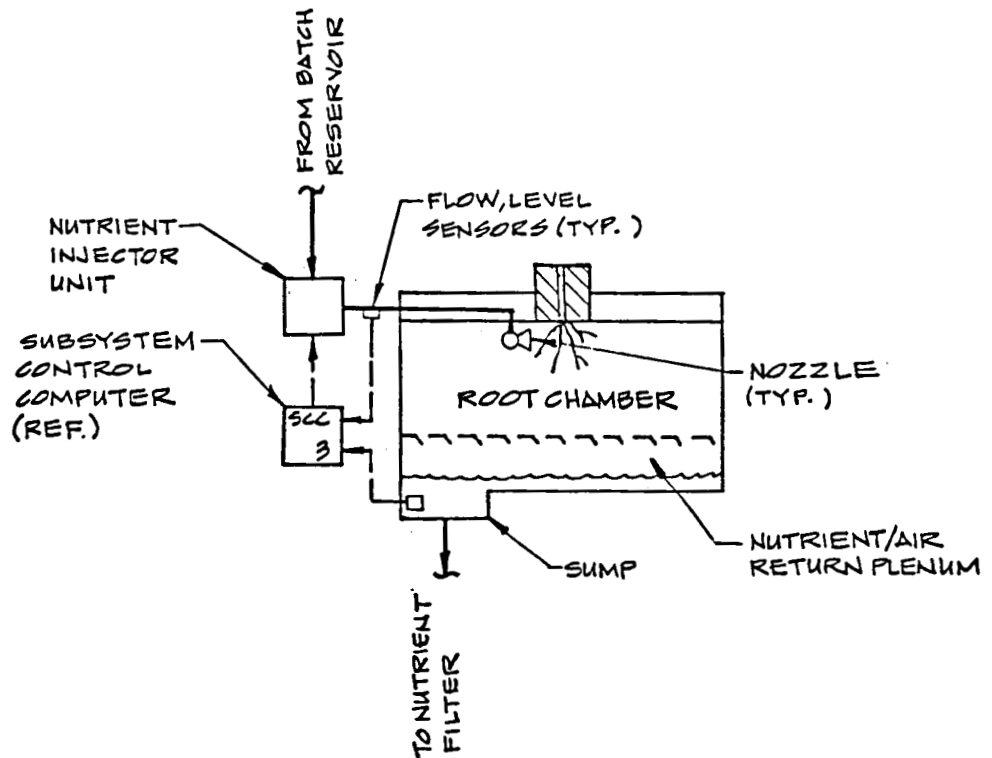 FROM BATCH
RESERVOIR
FLOW, LEVEL
SENSORS (TYP. )
NUTRIENT
INJECTOR
UNIT
SUBSYSTEM
CONTROL
COMPUTER
(REF.)
SCC
3
ROOT CHAMBER
NOZZLE
(TYP. )
NUTRIENT/AIR
RETURN PLENUM
SUMP
TO NUTRIENT
FILTER